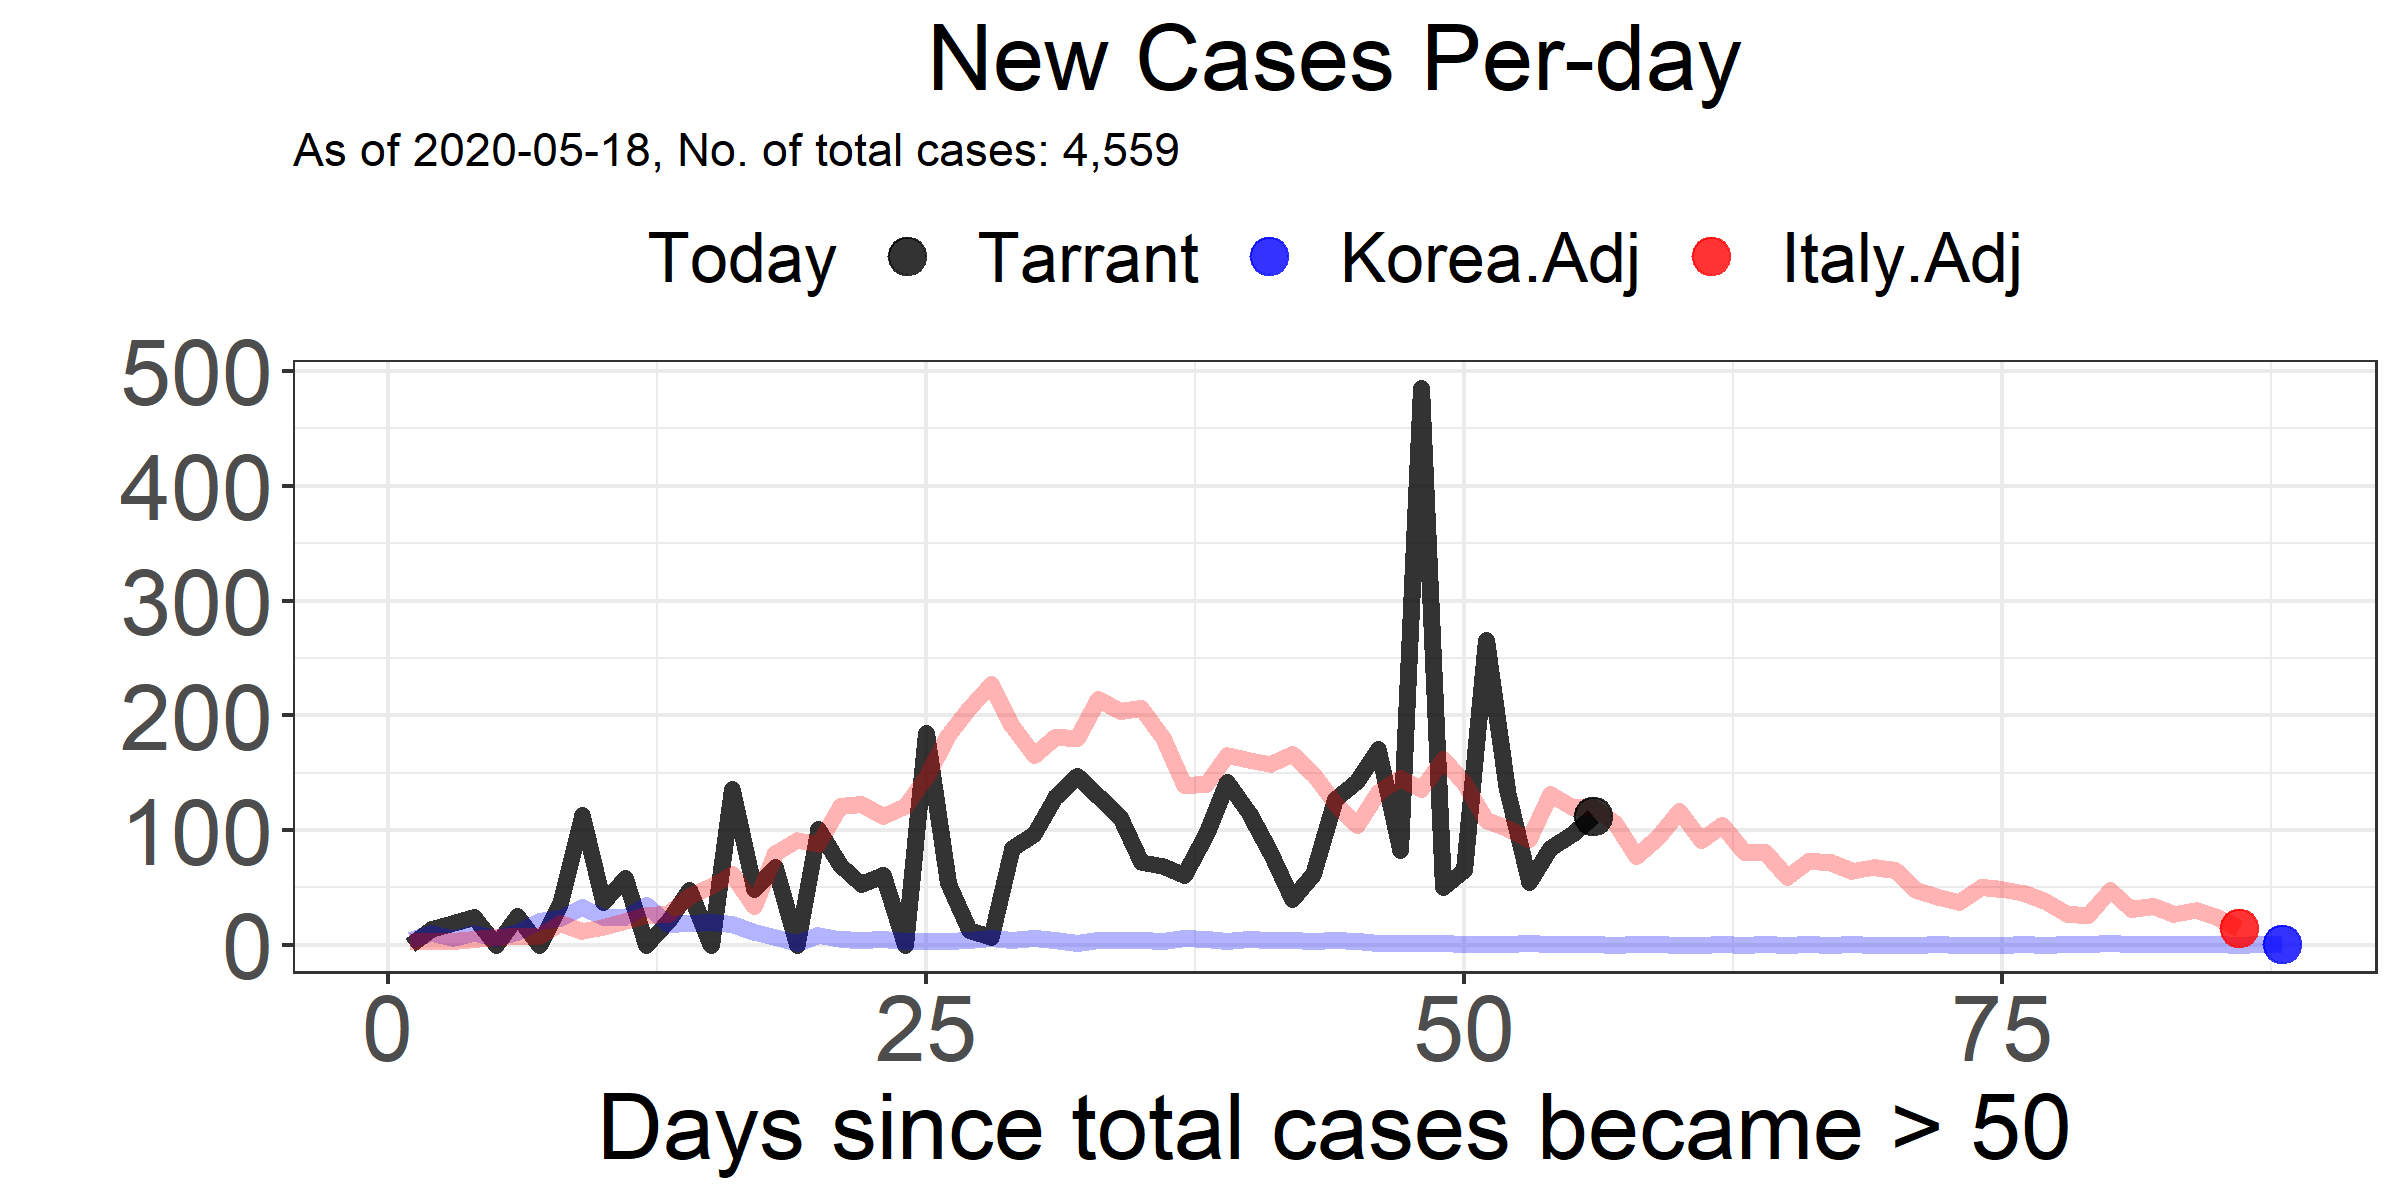 New Cases Per-day
As of 2020-05-18, No. of total cases: 4,559
Today Tarrant Korea.Adj Italy.Adj
500
400
300
200
100
0
0 25 50 75
Days since total cases became > 50